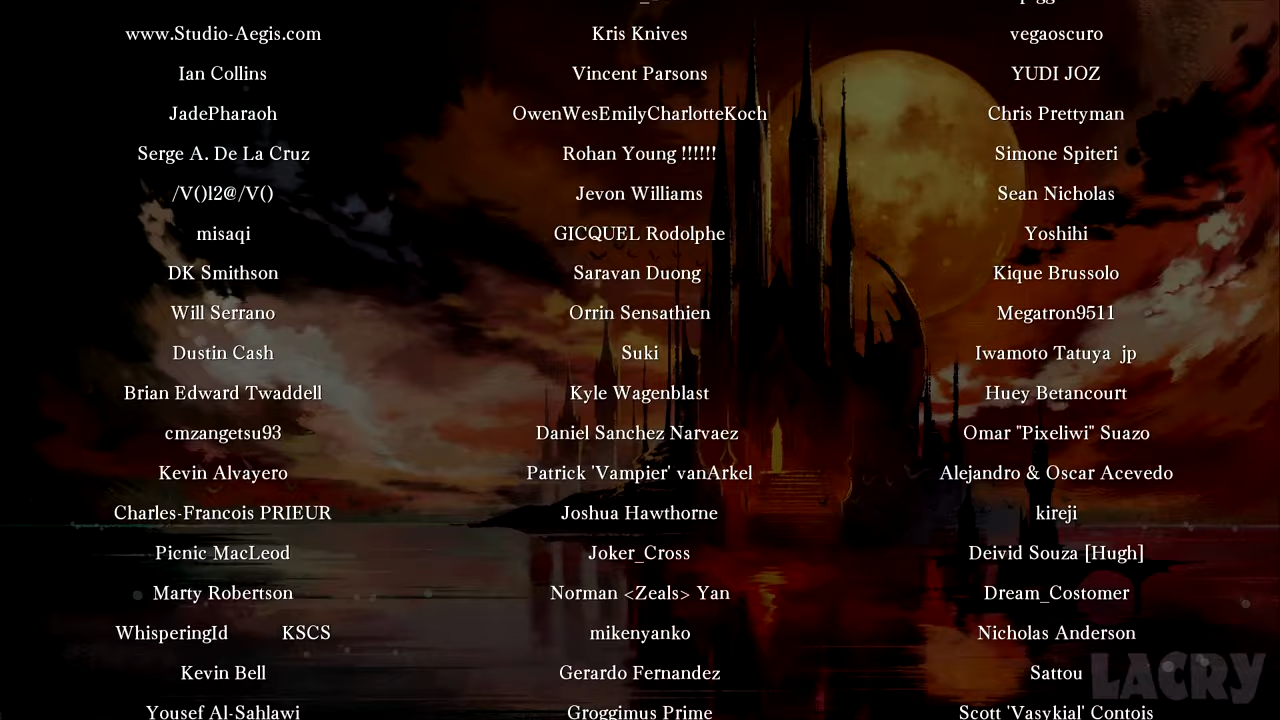 www.Studio-Aegis.com
Kris Knives
vegaoscuro
Ian Collins
Vincent Parsons
YUDI JOZ
JadePharaoh
OwenWesEmilyCharlotteKoch
Chris Prettyman
Serge A. De La Cruz
Rohan Young !!!!!!
Simone Spiteri
/V()l2@/V()
Jevon Williams
Sean Nicholas
misaqi
GICQUEL Rodolphe
Yoshihi
DK Smithson
Saravan Duong
Kique Brussolo
Will Serrano
Orrin Sensathien
Megatron9511
Dustin Cash
Suki
Iwamoto Tatuya jp
Brian Edward Twaddell
Kyle Wagenblast
Huey Betancourt
cmzangetsu93
Daniel Sanchez Narvaez
Omar "Pixeliwi" Suazo
Kevin Alvayero
Patrick 'Vampier' vanArkel
Alejandro & Oscar Acevedo
Charles-Francois PRIEUR
Joshua Hawthorne
kireji
Picnic MacLeod
Joker_Cross
Deivid Souza [Hugh]
Marty Robertson
Norman <Zeals> Yan
Dream_Costomer
WhisperingId KSCS
mikenyanko
Nicholas Anderson
Kevin Bell
Gerardo Fernandez
Sattou
Yousef Al-Sahlawi
Groggimus Prime
Scott 'Vasykial' Contois
LACRY